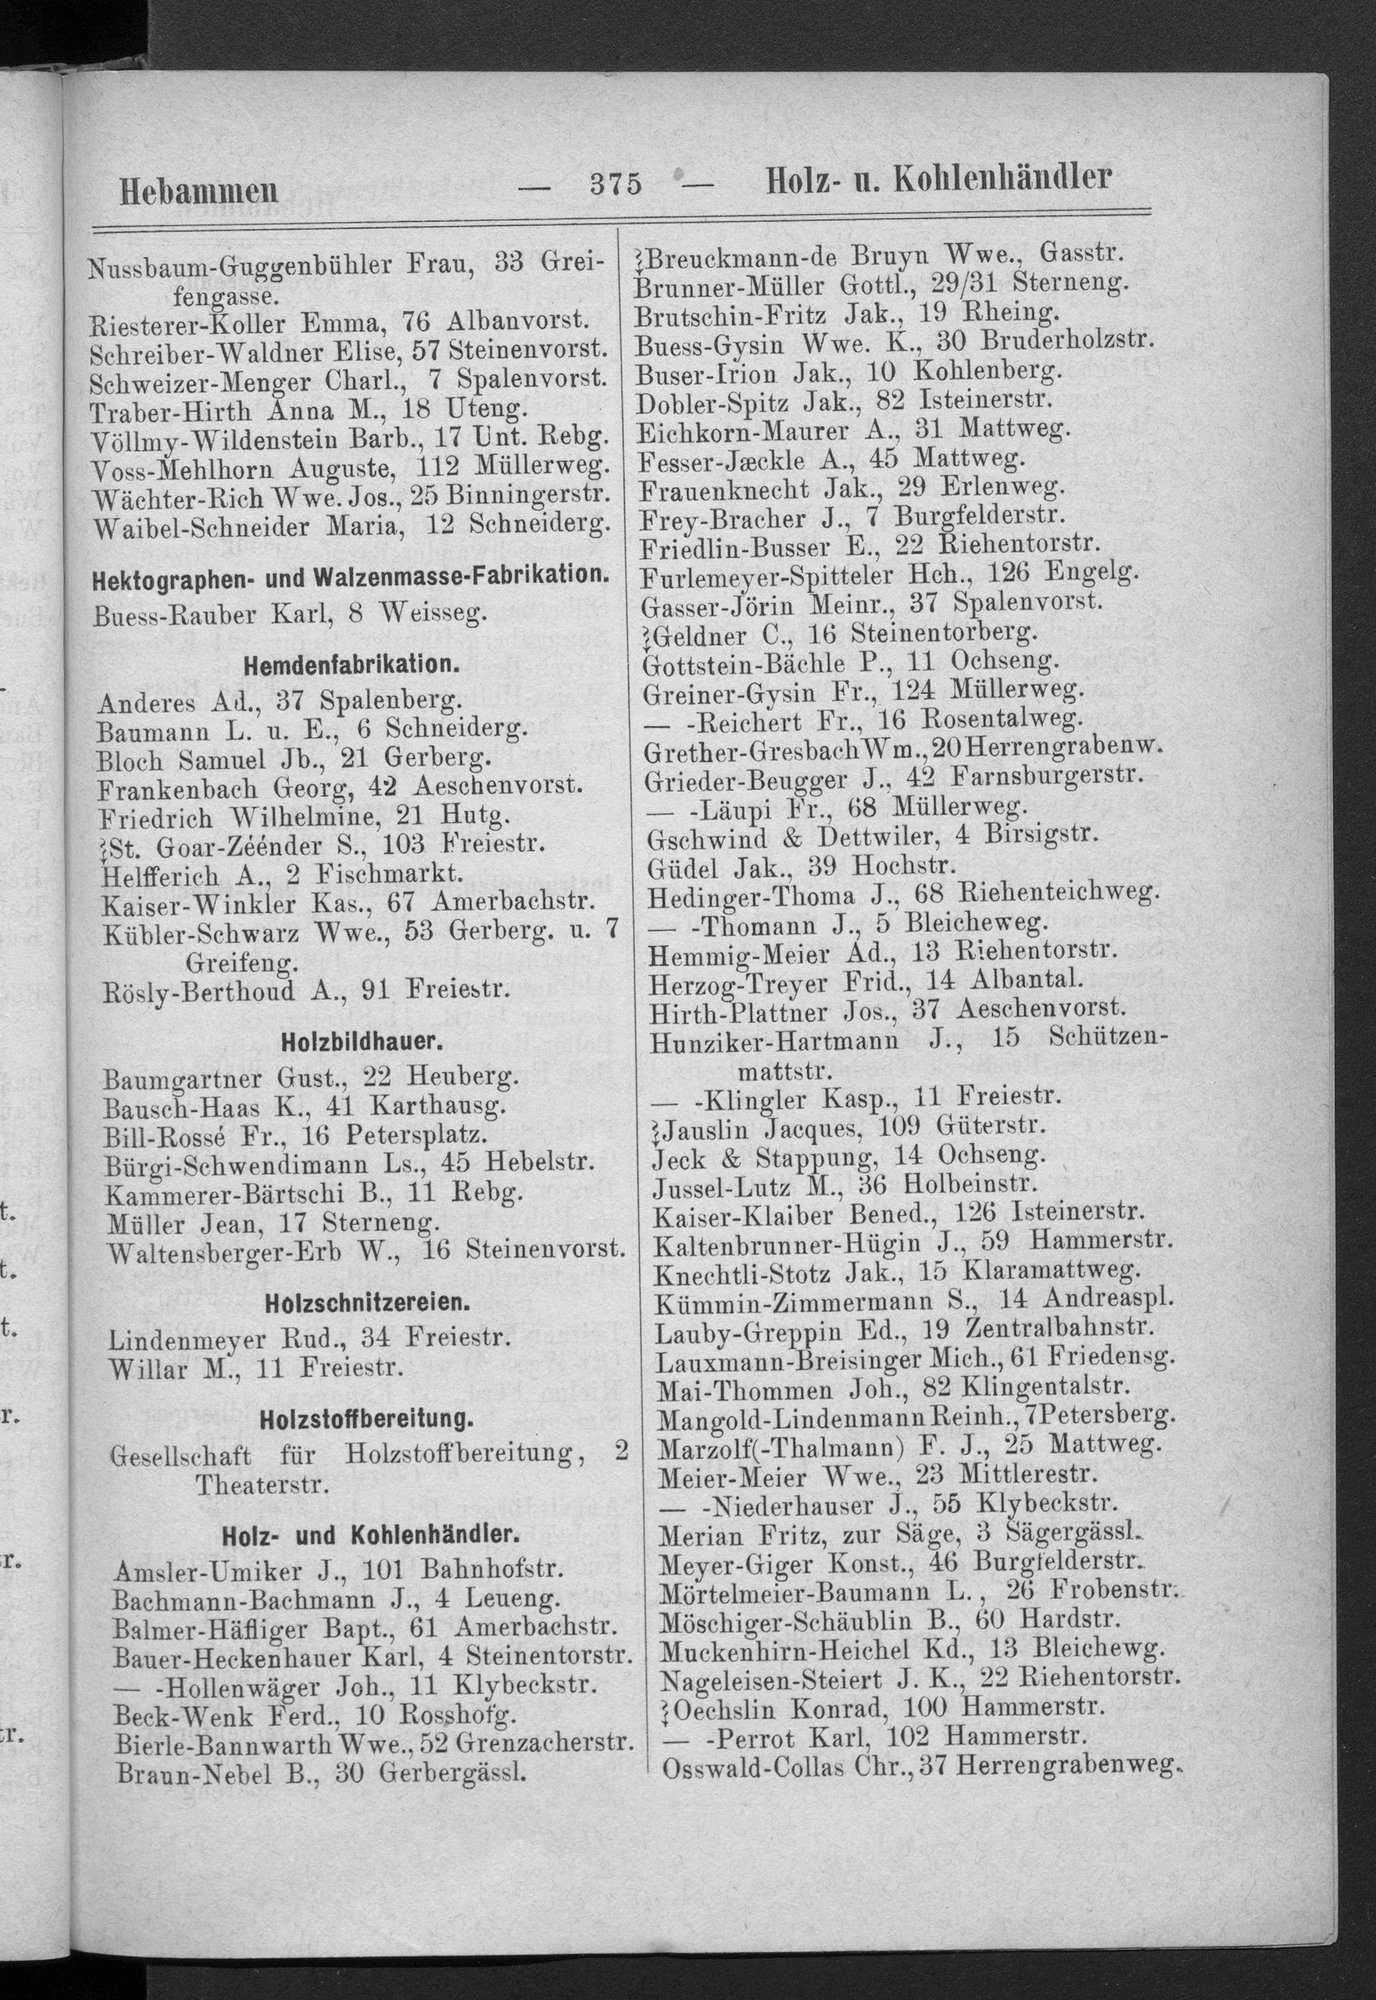 Hebammen — 375 — Holz- u. Kohlenhändler
Nussbaum-Guggenbühler Frau, 33 Grei-
fengasse.
Riesterer-Koller Emma, 76 Albanvorst.
Schreiber-Waldner Elise, 57 Steinenvorst.
Schweizer-Menger Charl., 7 Spalenvorst.
Traber-Hirth Anna M., 18 Uteng.
Völlmy-Wildenstein Barb., 17 Unt. Rebg.
Voss-Mehlhorn Auguste, 112 Müllerweg.
Wächter-Rich Wwe. Jos., 25 Binningerstr.
Waibel-Schneider Maria, 12 Schneiderg.
Hektographen- und Walzenmasse-Fabrikation.
Buess-Rauber Karl, 8 Weisseg.
Hemdenfabrikation.
Anderes Ad., 37 Spalenberg.
Baumann L. u. E., 6 Schneiderg.
Bloch Samuel Jb., 21 Gerberg.
Frankenbach Georg, 42 Aeschenvorst.
Friedrich Wilhelmine, 21 Hutg.
St. Goar-Zéénder S., 103 Freiestr.
Helfferich A., 2 Fischmarkt.
Kaiser-Winkler Kas., 67 Amerbachstr.
Kübler-Schwarz Wwe., 53 Gerberg. u. 7
Greifeng.
Rösly-Berthoud A., 91 Freiestr.
Holzbildhauer.
Baumgartner Gust., 22 Heuberg.
Bausch-Haas K., 41 Karthausg.
Bill-Rossé Fr., 16 Petersplatz.
Bürgi-Schwendimann Ls., 45 Hebelstr.
Kammerer-Bärtschi B., 11 Rebg.
Müller Jean, 17 Sterneng.
Waltensberger-Erb W., 16 Steinenvorst.
Holzschnitzereien.
Lindenmeyer Rud., 34 Freiestr.
Willar M., 11 Freiestr.
Holzstoffbereitung.
Gesellschaft für Holzstoffbereitung, 2
Theaterstr.
Holz- und Kohlenhändler.
Amsler-Umiker J., 101 Bahnhofstr.
Bachmann-Bachmann J., 4 Leueng.
Balmer-Häfliger Bapt., 61 Amerbachstr.
Bauer-Heckenhauer Karl, 4 Steinentorstr.
— -Hollenwäger Joh., 11 Klybeckstr.
Beck-Wenk Ferd., 10 Rosshofg.
Bierle-Bannwarth Wwe., 52 Grenzacherstr.
Braun-Nebel B., 30 Gerbergässl.
Breuckmann-de Bruyn Wwe., Gasstr.
Brunner-Müller Gottl., 29/31 Sterneng.
Brutschin-Fritz Jak., 19 Rheing.
Buess-Gysin Wwe. K., 30 Bruderholzstr.
Buser-Irion Jak., 10 Kohlenberg.
Dobler-Spitz Jak., 82 Isteinerstr.
Eichkorn-Maurer A., 31 Mattweg.
Fesser-Jæckle A., 45 Mattweg.
Frauenknecht Jak., 29 Erlenweg.
Frey-Bracher J., 7 Burgfelderstr.
Friedlin-Busser E., 22 Riehentorstr.
Furlemeyer-Spitteler Hch., 126 Engelg.
Gasser-Jörin Meinr., 37 Spalenvorst.
Geldner C., 16 Steinentorberg.
Gottstein-Bächle P., 11 Ochseng.
Greiner-Gysin Fr., 124 Müllerweg.
— -Reichert Fr., 16 Rosentalweg.
Grether-Gresbach Wm., 20 Herrengrabenw.
Grieder-Beugger J., 42 Farnsburgerstr.
— -Läupi Fr., 68 Müllerweg.
Gschwind & Dettwiler, 4 Birsigstr.
Güdel Jak., 39 Hochstr.
Hedinger-Thoma J., 68 Riehenteichweg.
— -Thomann J., 5 Bleicheweg.
Hemmig-Meier Ad., 13 Riehentorstr.
Herzog-Treyer Frid., 14 Albantal.
Hirth-Plattner Jos., 37 Aeschenvorst.
Hunziker-Hartmann J., 15 Schützen-
mattstr.
— -Klingler Kasp., 11 Freiestr.
Jauslin Jacques, 109 Güterstr.
Jeck & Stappung, 14 Ochseng.
Jussel-Lutz M., 36 Holbeinstr.
Kaiser-Klaiber Bened., 126 Isteinerstr.
Kaltenbrunner-Hügin J., 59 Hammerstr.
Knechtli-Stotz Jak., 15 Klaramattweg.
Kümmin-Zimmermann S., 14 Andreaspl.
Lauby-Greppin Ed., 19 Zentralbahnstr.
Lauxmann-Breisinger Mich., 61 Friedensg.
Mai-Thommen Joh., 82 Klingentalstr.
Mangold-Lindenmann Reinh., 7 Petersberg.
Marzolf(-Thalmann) F. J., 25 Mattweg.
Meier-Meier Wwe., 23 Mittlerestr.
— -Niederhauser J., 55 Klybeckstr.
Merian Fritz, zur Säge, 3 Sägergässl.
Meyer-Giger Konst., 46 Burgfelderstr.
Mörtelmeier-Baumann L., 26 Frobenstr.
Möschiger-Schäublin B., 60 Hardstr.
Muckenhirn-Heichel Kd., 13 Bleichewg.
Nageleisen-Steiert J. K., 22 Riehentorstr.
Oechslin Konrad, 100 Hammerstr.
— -Perrot Karl, 102 Hammerstr.
Osswald-Collas Chr., 37 Herrengrabenweg.